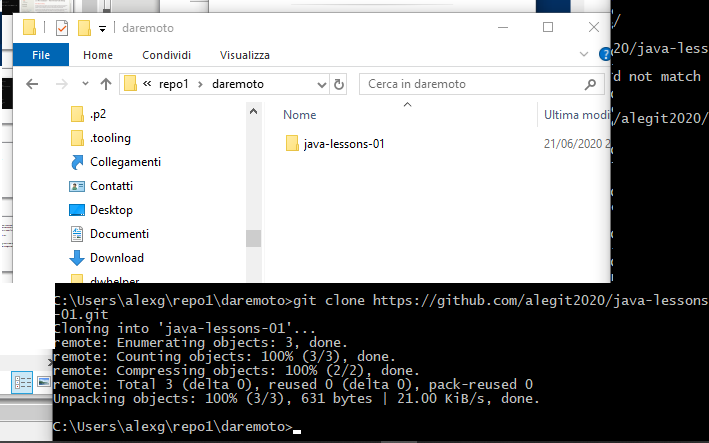 daremoto
File
Home
Condividi
Visualizza
repo1
daremoto
Cerca in daremoto
.p2
.tooling
Collegamenti
Contatti
Desktop
Documenti
Download
dwhelper
Nome
Ultima modi
java-lessons-01
21/06/2020 2
/
20/java-less
d not match
/alegit2020/
C:\Users\alexg\repo1\daremoto>git clone https://github.com/alegit2020/java-lessons
-01.git
Cloning into 'java-lessons-01'...
remote: Enumerating objects: 3, done.
remote: Counting objects: 100% (3/3), done.
remote: Compressing objects: 100% (2/2), done.
remote: Total 3 (delta 0), reused 0 (delta 0), pack-reused 0
Unpacking objects: 100% (3/3), 631 bytes | 21.00 KiB/s, done.
C:\Users\alexg\repo1\daremoto>